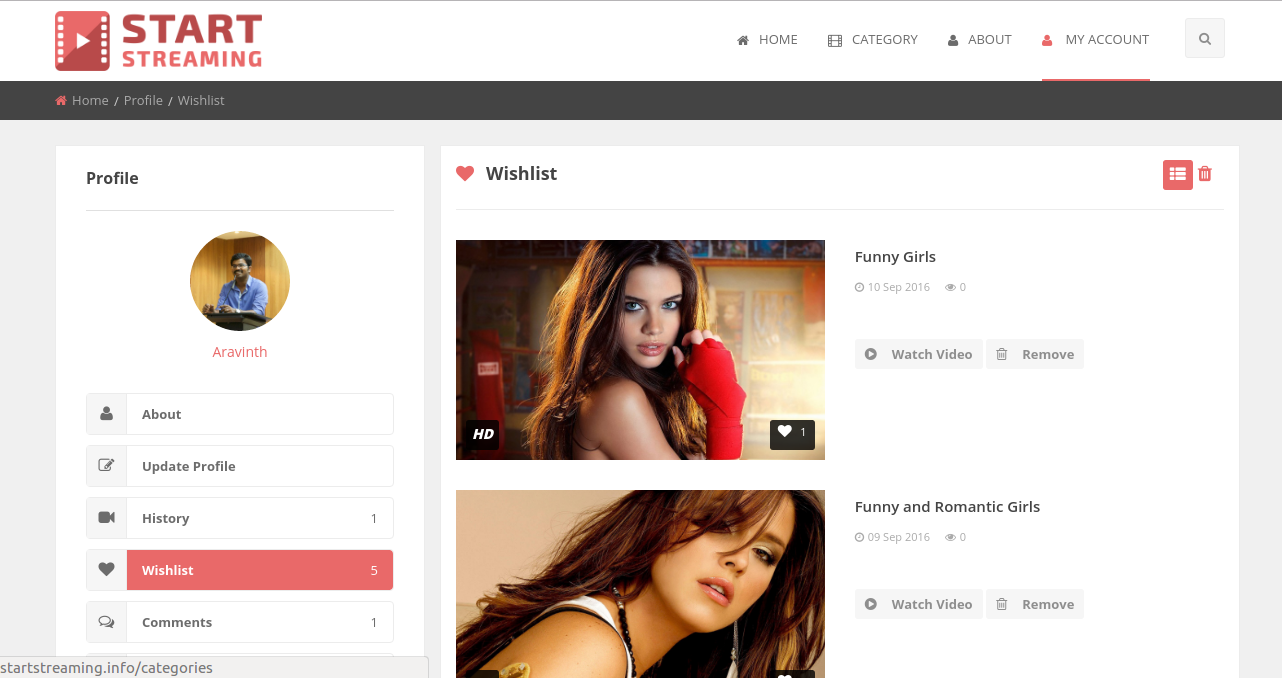 START
STREAMING
HOME
CATEGORY
ABOUT
MY ACCOUNT
Home / Profile / Wishlist
Profile
Aravinth
About
Update Profile
History 1
Wishlist 5
Comments 1
Wishlist
HD
1
Funny Girls
10 Sep 2016 0
Watch Video
Remove
Funny and Romantic Girls
09 Sep 2016 0
Watch Video
Remove
startstreaming.info/categories